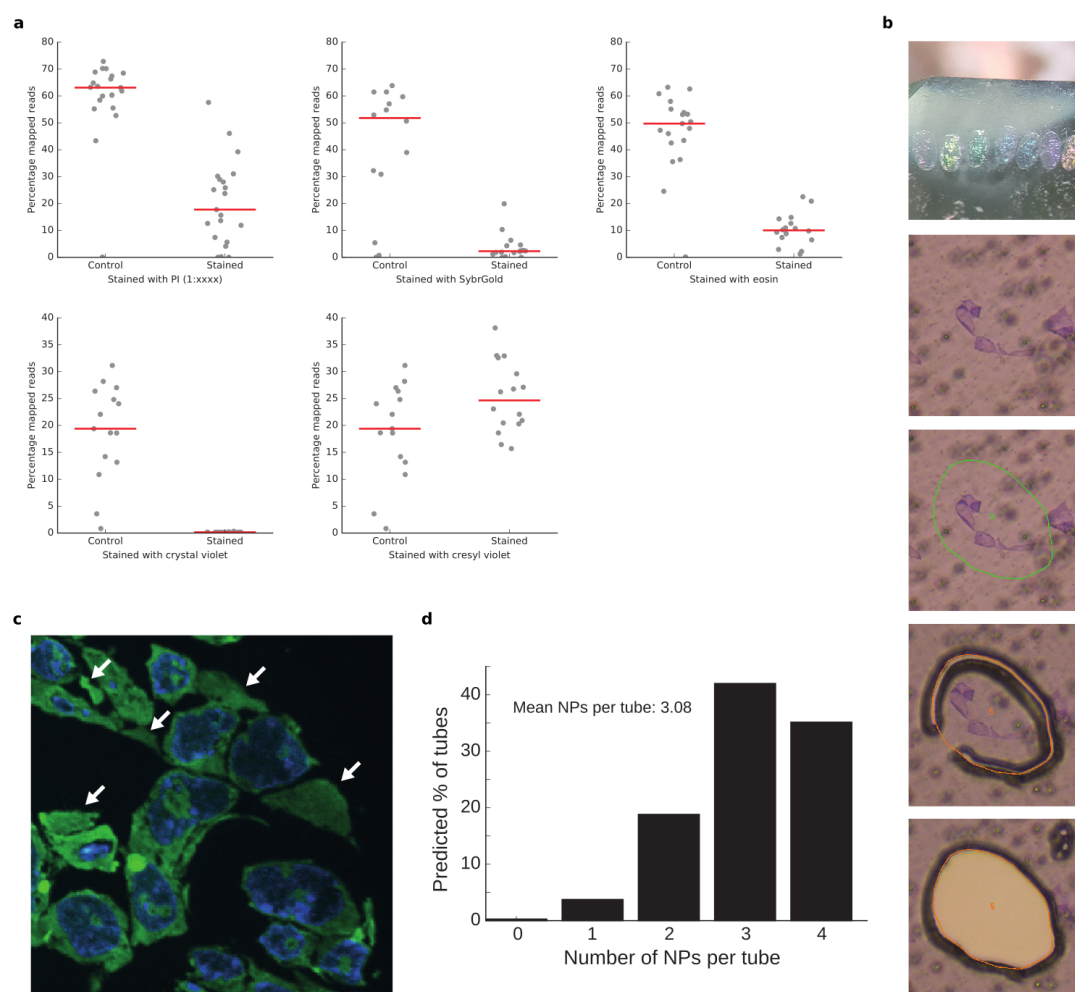 a
b
80
70
60
50
40
30
20
10
0
Percentage mapped reads
Control
Stained
Stained with PI (1:xxxx)
80
70
60
50
40
30
20
10
0
Percentage mapped reads
Control
Stained
Stained with SybrGold
80
70
60
50
40
30
20
10
0
Percentage mapped reads
Control
Stained
Stained with eosin
40
35
30
25
20
15
10
5
0
Percentage mapped reads
Control
Stained
Stained with crystal violet
40
35
30
25
20
15
10
5
0
Percentage mapped reads
Control
Stained
Stained with cresyl violet
c
d
40
30
20
10
0
Predicted % of tubes
Mean NPs per tube: 3.08
0
1
2
3
4
Number of NPs per tube